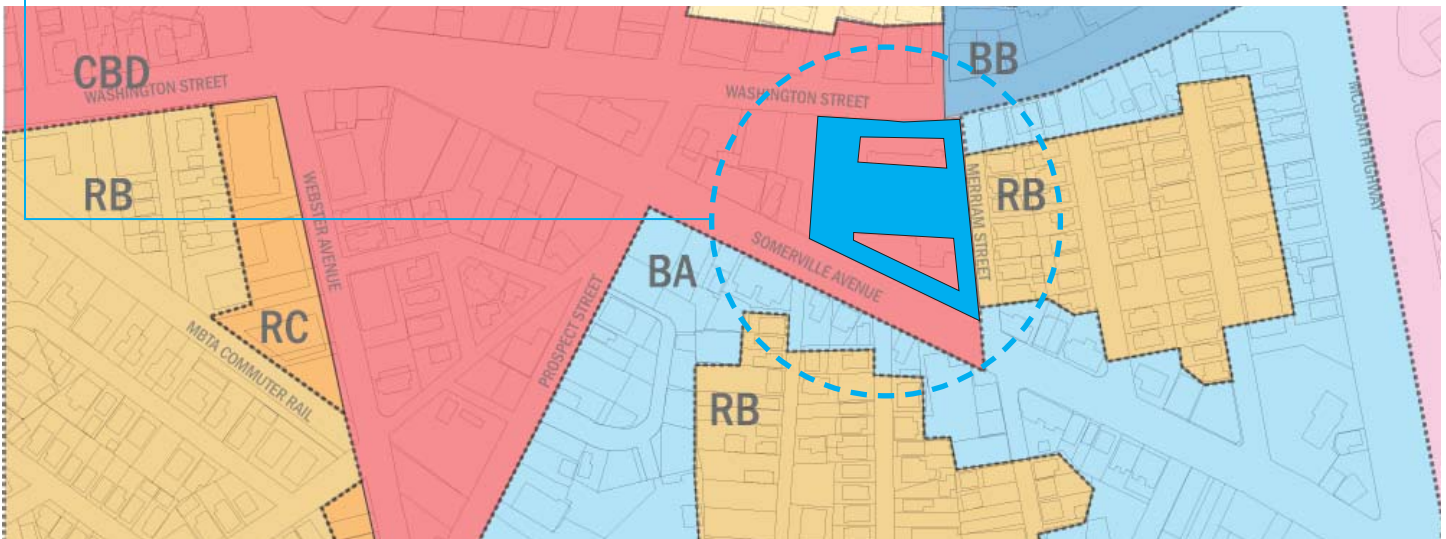 CBD
WASHINGTON STREET
BB
WASHINGTON STREET
RB
WEBSTER AVENUE
MERRIAM STREET
RB
MCGRATH HIGHWAY
SOMERVILLE AVENUE
BA
PROSPECT STREET
RC
MBTA COMMUTER RAIL
RB